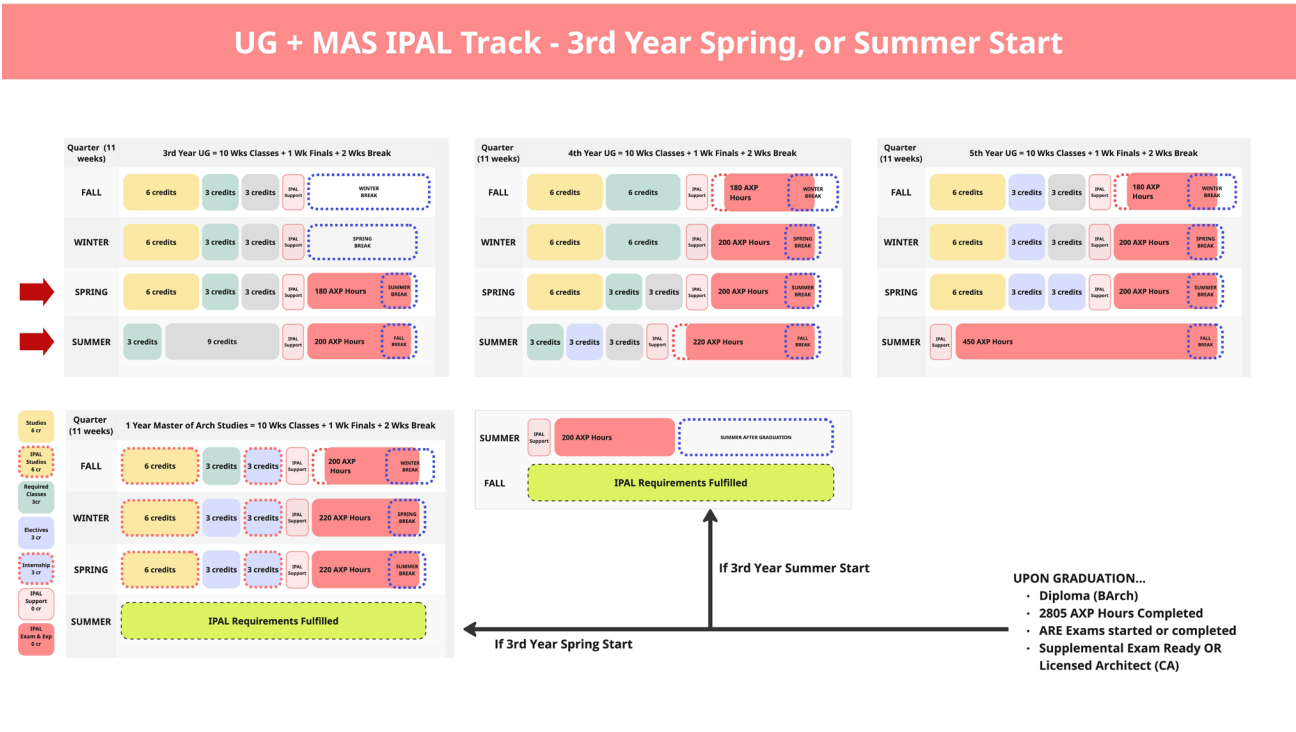 UG + MAS IPAL Track - 3rd Year Spring, or Summer Start
Quarter (11
weeks)
3rd Year UG = 10 Wks Classes + 1 Wk Finals + 2 Wks Break
FALL
6 credits
3 credits
3 credits
IPAL
Support
WINTER
BREAK
WINTER
6 credits
3 credits
3 credits
IPAL
Support
SPRING
BREAK
SPRING
6 credits
3 credits
3 credits
IPAL
Support
180 AXP Hours
SUMMER
BREAK
SUMMER
3 credits
9 credits
IPAL
Support
200 AXP Hours
FALL
BREAK
Quarter
(11 weeks)
4th Year UG = 10 Wks Classes + 1 Wk Finals + 2 Wks Break
FALL
6 credits
6 credits
IPAL
Support
180 AXP
Hours
WINTER
BREAK
WINTER
6 credits
6 credits
IPAL
Support
200 AXP Hours
SPRING
BREAK
SPRING
6 credits
3 credits
3 credits
IPAL
Support
200 AXP Hours
SUMMER
BREAK
SUMMER
3 credits
3 credits
3 credits
IPAL
Support
220 AXP Hours
FALL
BREAK
Quarter
(11 weeks)
5th Year UG = 10 Wks Classes + 1 Wk Finals + 2 Wks Break
FALL
6 credits
3 credits
3 credits
IPAL
Support
180 AXP
Hours
WINTER
BREAK
WINTER
6 credits
3 credits
3 credits
IPAL
Support
200 AXP Hours
SPRING
BREAK
SPRING
6 credits
3 credits
3 credits
IPAL
Support
200 AXP Hours
SUMMER
BREAK
SUMMER
IPAL
Support
450 AXP Hours
FALL
BREAK
Studios
6 cr
IPAL
Studios
6 cr
Required
Classes
3cr
Electives
3 cr
Internship
3 cr
IPAL
Support
0 cr
IPAL
Exam & Exp
0 cr
Quarter
(11 weeks)
1 Year Master of Arch Studies = 10 Wks Classes + 1 Wk Finals + 2 Wks Break
FALL
6 credits
3 credits
3 credits
IPAL
Support
200 AXP
Hours
WINTER
BREAK
WINTER
6 credits
3 credits
3 credits
IPAL
Support
220 AXP Hours
SPRING
BREAK
SPRING
6 credits
3 credits
3 credits
IPAL
Support
220 AXP Hours
SUMMER
BREAK
SUMMER
IPAL Requirements Fulfilled
SUMMER
IPAL
Support
200 AXP Hours
SUMMER AFTER GRADUATION
FALL
IPAL Requirements Fulfilled
If 3rd Year Summer Start
If 3rd Year Spring Start
UPON GRADUATION...
· Diploma (BArch)
· 2805 AXP Hours Completed
· ARE Exams started or completed
· Supplemental Exam Ready OR
Licensed Architect (CA)